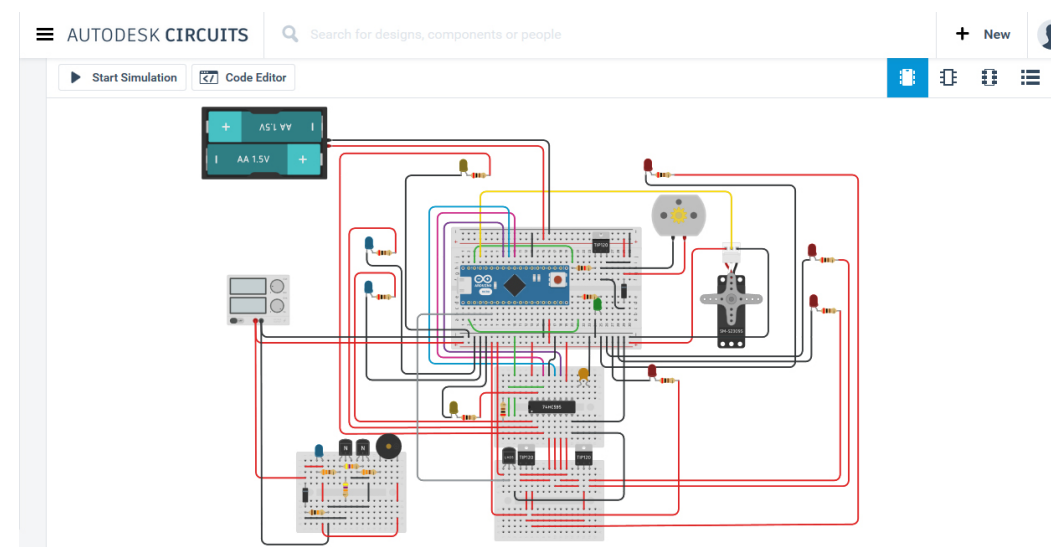 AUTODESK CIRCUITS
Search for designs, components or people
+ New
Start Simulation
Code Editor
AA 1.5V
AA 1.5V
TIP120
74HC595
TIP120
TIP120
N
N